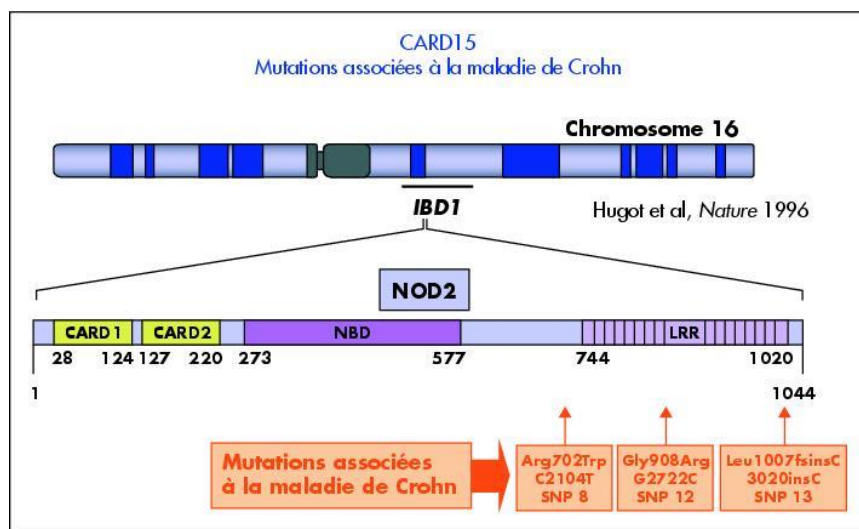 CARD15
Mutations associées à la maladie de Crohn
Chromosome 16
IBD1
Hugot et al, Nature 1996
NOD2
CARD1 CARD2 NBD LRR
28 124 127 220 273 577 744 1020
1 1044
Mutations associées
à la maladie de Crohn
Arg702Trp
C2104T
SNP 8
Gly908Arg
G2722C
SNP 12
Leu1007fsinsC
3020insC
SNP 13